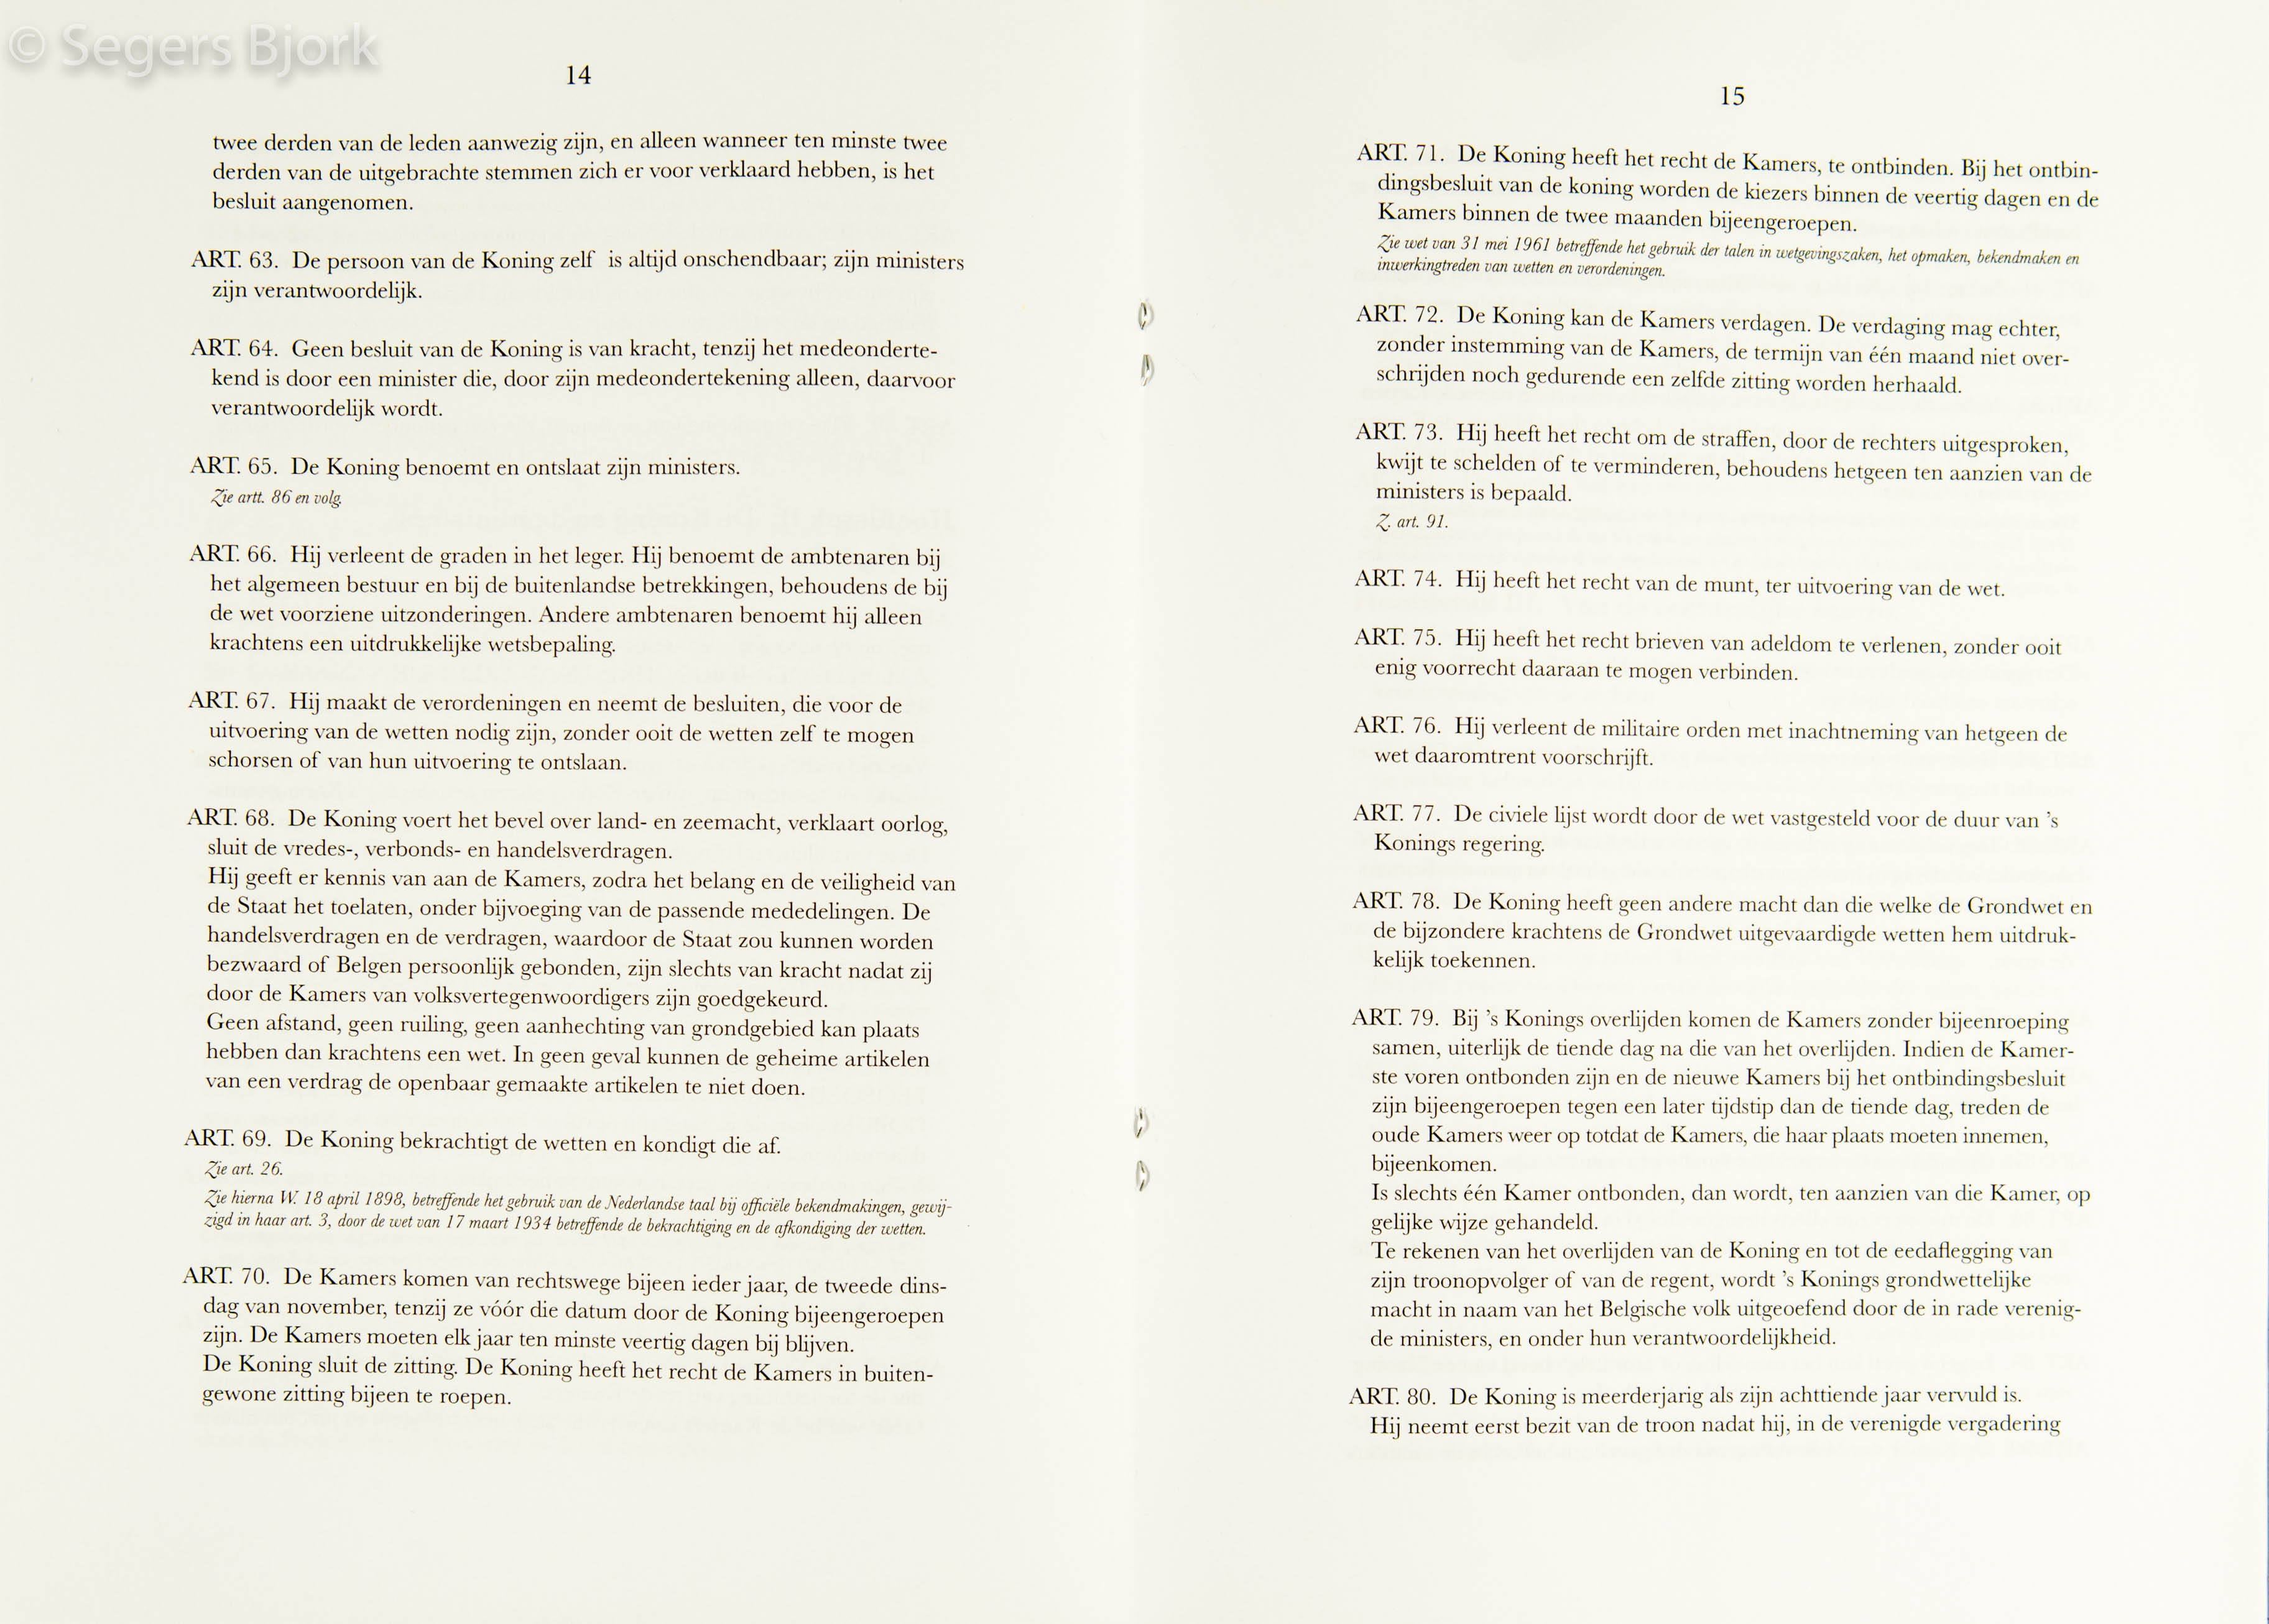 © Segers Bjork
14
twee derden van de leden aanwezig zijn, en alleen wanneer ten minste twee
derden van de uitgebrachte stemmen zich er voor verklaard hebben, is het
besluit aangenomen.
ART. 63. De persoon van de Koning zelf is altijd onschendbaar; zijn ministers
zijn verantwoordelijk.
ART. 64. Geen besluit van de Koning is van kracht, tenzij het medeonderte-
kend is door een minister die, door zijn medeondertekening alleen, daarvoor
verantwoordelijk wordt.
ART. 65. De Koning benoemt en ontslaat zijn ministers.
Zie artt. 86 en volg.
ART. 66. Hij verleent de graden in het leger. Hij benoemt de ambtenaren bij
het algemeen bestuur en bij de buitenlandse betrekkingen, behoudens de bij
de wet voorziene uitzonderingen. Andere ambtenaren benoemt hij alleen
krachtens een uitdrukkelijke wetsbepaling.
ART. 67. Hij maakt de verordeningen en neemt de besluiten, die voor de
uitvoering van de wetten nodig zijn, zonder ooit de wetten zelf te mogen
schorsen of van hun uitvoering te ontslaan.
ART. 68. De Koning voert het bevel over land- en zeemacht, verklaart oorlog,
sluit de vredes-, verbonds- en handelsverdragen.
Hij geeft er kennis van aan de Kamers, zodra het belang en de veiligheid van
de Staat het toelaten, onder bijvoeging van de passende mededelingen. De
handelsverdragen en de verdragen, waardoor de Staat zou kunnen worden
bezwaard of Belgen persoonlijk gebonden, zijn slechts van kracht nadat zij
door de Kamers van volksvertegenwoordigers zijn goedgekeurd.
Geen afstand, geen ruiling, geen aanhechting van grondgebied kan plaats
hebben dan krachtens een wet. In geen geval kunnen de geheime artikelen
van een verdrag de openbaar gemaakte artikelen te niet doen.
ART. 69. De Koning bekrachtigt de wetten en kondigt die af.
Zie art. 26.
Zie hierna W. 18 april 1898, betreffende het gebruik van de Nederlandse taal bij officiële bekendmakingen, gewij-
zigd in haar art. 3, door de wet van 17 maart 1934 betreffende de bekrachtiging en de afkondiging der wetten.
ART. 70. De Kamers komen van rechtswege bijeen ieder jaar, de tweede dins-
dag van november, tenzij ze vóór die datum door de Koning bijeengeroepen
zijn. De Kamers moeten elk jaar ten minste veertig dagen bij blijven.
De Koning sluit de zitting. De Koning heeft het recht de Kamers in buiten-
gewone zitting bijeen te roepen.
15
ART. 71. De Koning heeft het recht de Kamers, te ontbinden. Bij het ontbin-
dingsbesluit van de koning worden de kiezers binnen de veertig dagen en de
Kamers binnen de twee maanden bijeengeroepen.
Zie wet van 31 mei 1961 betreffende het gebruik der talen in wetgevingszaken, het opmaken, bekendmaken en
inwerkingtreden van wetten en verordeningen.
ART. 72. De Koning kan de Kamers verdagen. De verdaging mag echter,
zonder instemming van de Kamers, de termijn van één maand niet over-
schrijden noch gedurende een zelfde zitting worden herhaald.
ART. 73. Hij heeft het recht om de straffen, door de rechters uitgesproken,
kwijt te schelden of te verminderen, behoudens hetgeen ten aanzien van de
ministers is bepaald.
Z. art. 91.
ART. 74. Hij heeft het recht van de munt, ter uitvoering van de wet.
ART. 75. Hij heeft het recht brieven van adeldom te verlenen, zonder ooit
enig voorrecht daaraan te mogen verbinden.
ART. 76. Hij verleent de militaire orden met inachtneming van hetgeen de
wet daaromtrent voorschrijft.
ART. 77. De civiele lijst wordt door de wet vastgesteld voor de duur van ’s
Konings regering.
ART. 78. De Koning heeft geen andere macht dan die welke de Grondwet en
de bijzondere krachtens de Grondwet uitgevaardigde wetten hem uitdruk-
kelijk toekennen.
ART. 79. Bij ’s Konings overlijden komen de Kamers zonder bijeenroeping
samen, uiterlijk de tiende dag na die van het overlijden. Indien de Kamer-
ste voren ontbonden zijn en de nieuwe Kamers bij het ontbindingsbesluit
zijn bijeengeroepen tegen een later tijdstip dan de tiende dag, treden de
oude Kamers weer op totdat de Kamers, die haar plaats moeten innemen,
bijeenkomen.
Is slechts één Kamer ontbonden, dan wordt, ten aanzien van die Kamer, op
gelijke wijze gehandeld.
Te rekenen van het overlijden van de Koning en tot de eedaflegging van
zijn troonopvolger of van de regent, wordt ’s Konings grondwettelijke
macht in naam van het Belgische volk uitgeoefend door de in rade verenig-
de ministers, en onder hun verantwoordelijkheid.
ART. 80. De Koning is meerderjarig als zijn achttiende jaar vervuld is.
Hij neemt eerst bezit van de troon nadat hij, in de verenigde vergadering